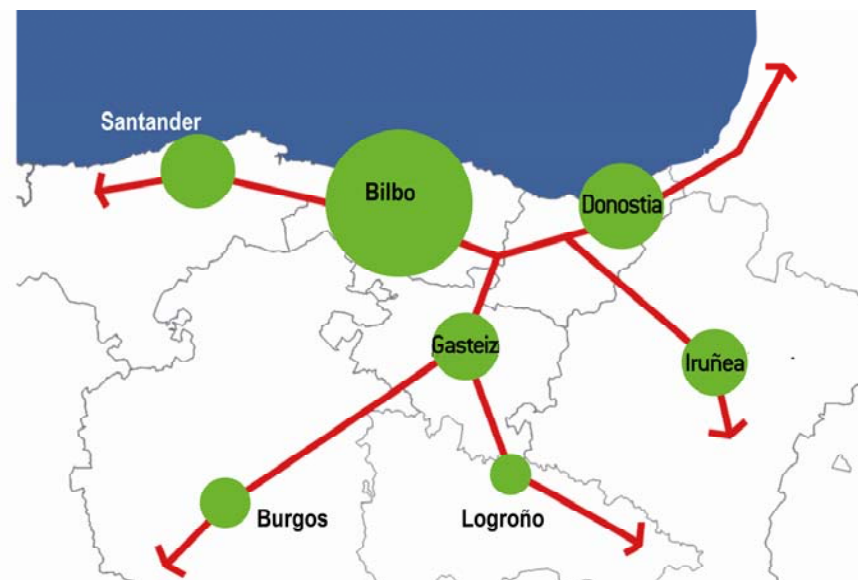 Santander
Bilbo
Donostia
Gasteiz
Iruñea
Burgos
Logroño